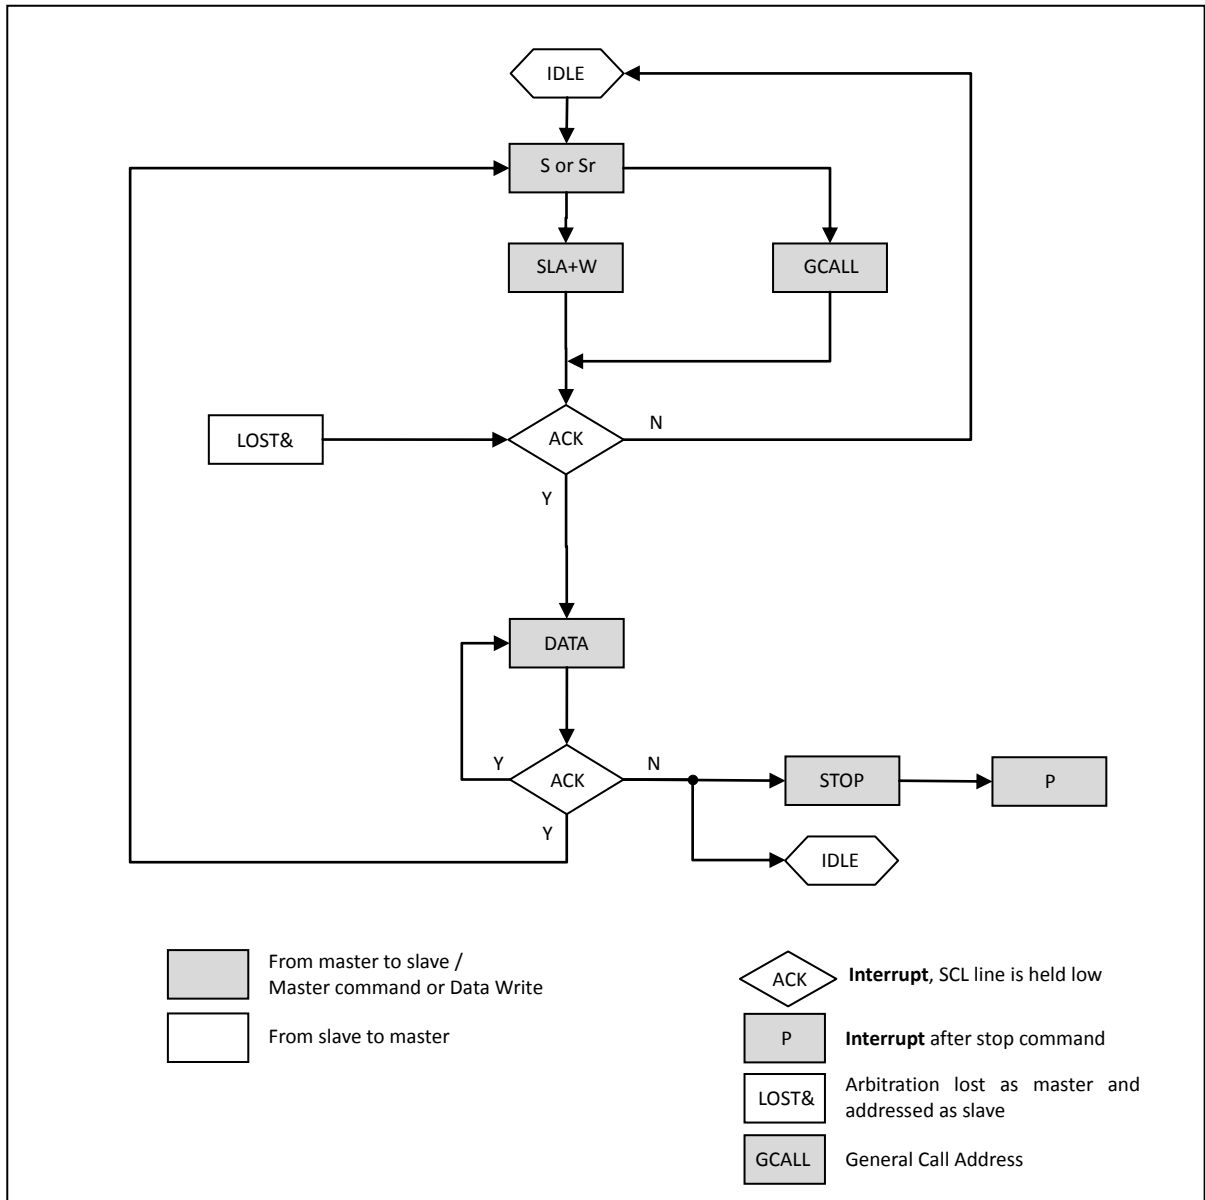 IDLE
S or Sr
SLA+W
GCALL
LOST&
ACK
N
Y
DATA
Y
ACK
N
STOP
P
Y
IDLE
From master to slave /
Master command or Data Write
From slave to master
ACK
Interrupt, SCL line is held low
P
Interrupt after stop command
LOST&
Arbitration lost as master and
addressed as slave
GCALL
General Call Address